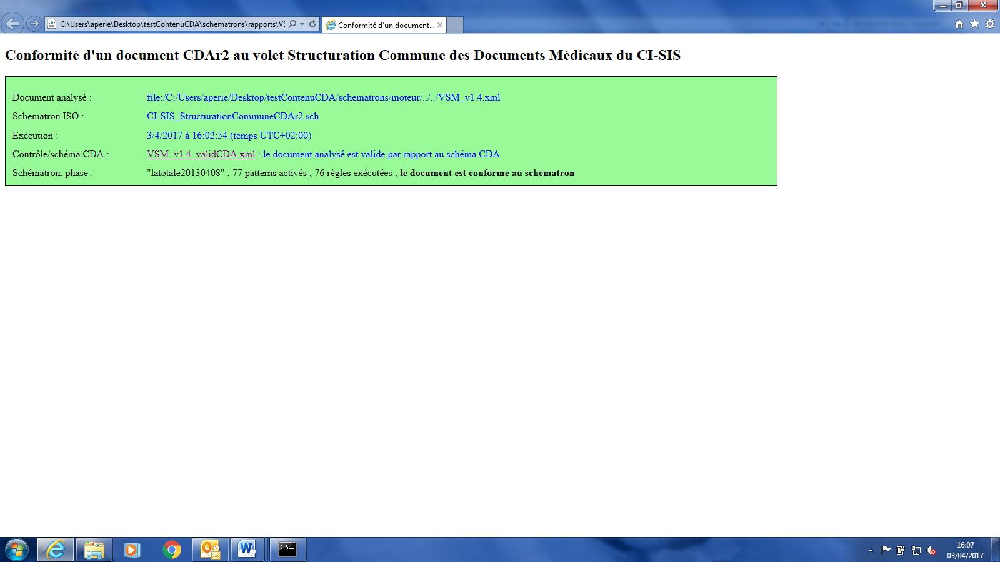 C:\Users\aperie\Desktop\testContenuCDA\schematrons\rapports\VS
Conformité d'un document...
Conformité d'un document CDAr2 au volet Structuration Commune des Documents Médicaux du CI-SIS
Document analysé : file:/C:/Users/aperie/Desktop/testContenuCDA/schematrons/moteur/../../VSM_v1.4.xml
Schematron ISO : CI-SIS_StructurationCommuneCDAr2.sch
Exécution : 3/4/2017 à 16:02:54 (temps UTC+02:00)
Contrôle/schéma CDA : VSM_v1.4_validCDA.xml : le document analysé est valide par rapport au schéma CDA
Schématron, phase : "latotale20130408" ; 77 patterns activés ; 76 règles exécutées ; le document est conforme au schématron
16:07
03/04/2017